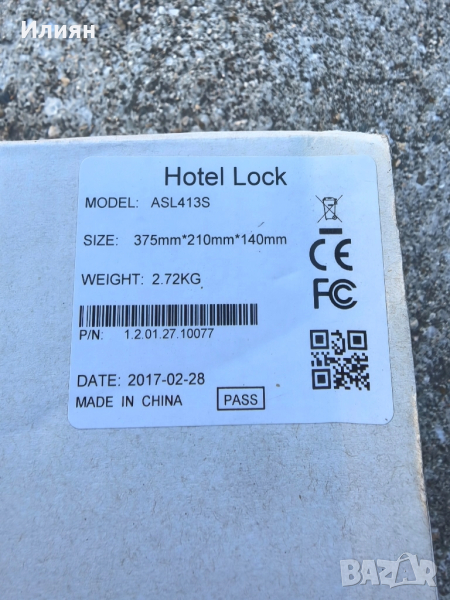 Илиян
Hotel Lock
MODEL: ASL413S
SIZE: 375mm*210mm*140mm
WEIGHT: 2.72KG
CE
FC
P/N: 1.2.01.27.10077
DATE: 2017-02-28
MADE IN CHINA PASS
BAZAR